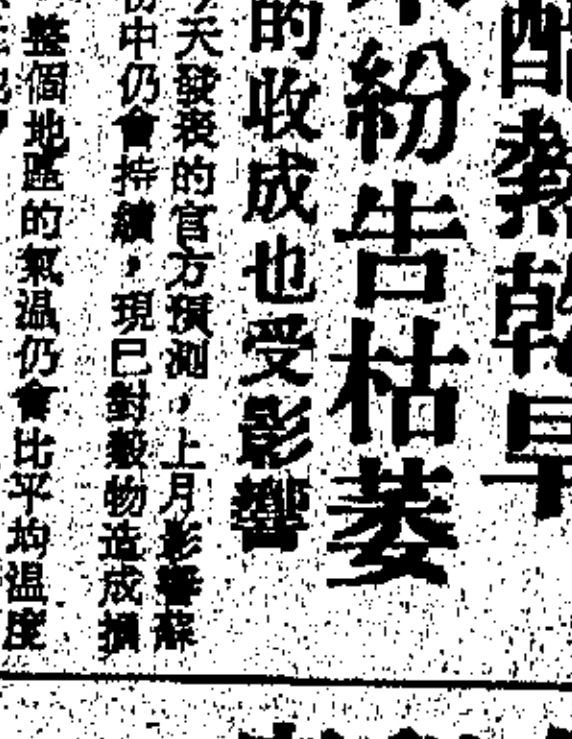 酷熱乾旱
紛告枯萎
的收成也受影響
天發表的官方預測，上月影響蘇
中仍會持續，現已對穀物造成損
整個地區的氣溫仍會比平均溫度